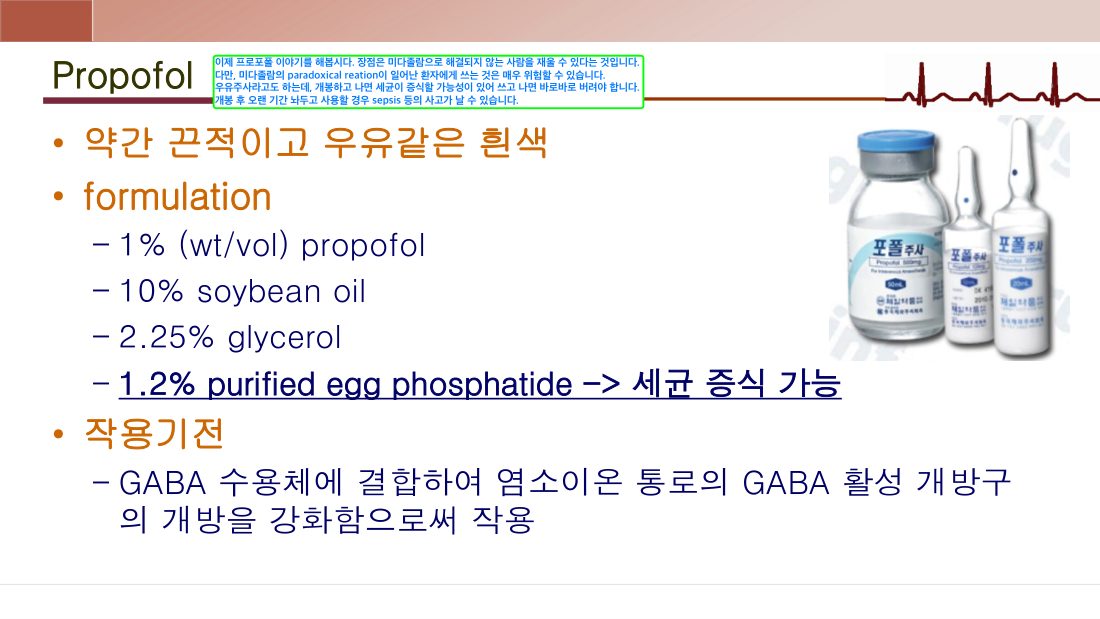 Propofol
이제 프로포폴 이야기를 해봅시다. 장점은 미다졸람으로 해결되지 않는 사람을 재울 수 있다는 것입니다.
다만, 미다졸람의 paradoxical reation이 일어난 환자에게 쓰는 것은 매우 위험할 수 있습니다.
우유주사라고도 하는데, 개봉하고 나면 세균이 증식할 가능성이 있어 쓰고 나면 바로바로 버려야 합니다.
개봉 후 오랜 기간 놔두고 사용할 경우 sepsis 등의 사고가 날 수 있습니다.
• 약간 끈적이고 우유같은 흰색
• formulation
– 1% (wt/vol) propofol
– 10% soybean oil
– 2.25% glycerol
– 1.2% purified egg phosphatide –> 세균 증식 가능
• 작용기전
– GABA 수용체에 결합하여 염소이온 통로의 GABA 활성 개방구
의 개방을 강화함으로써 작용
포폴주사
Propofol 500mg
50mL
포폴주사
포폴주사
20mL